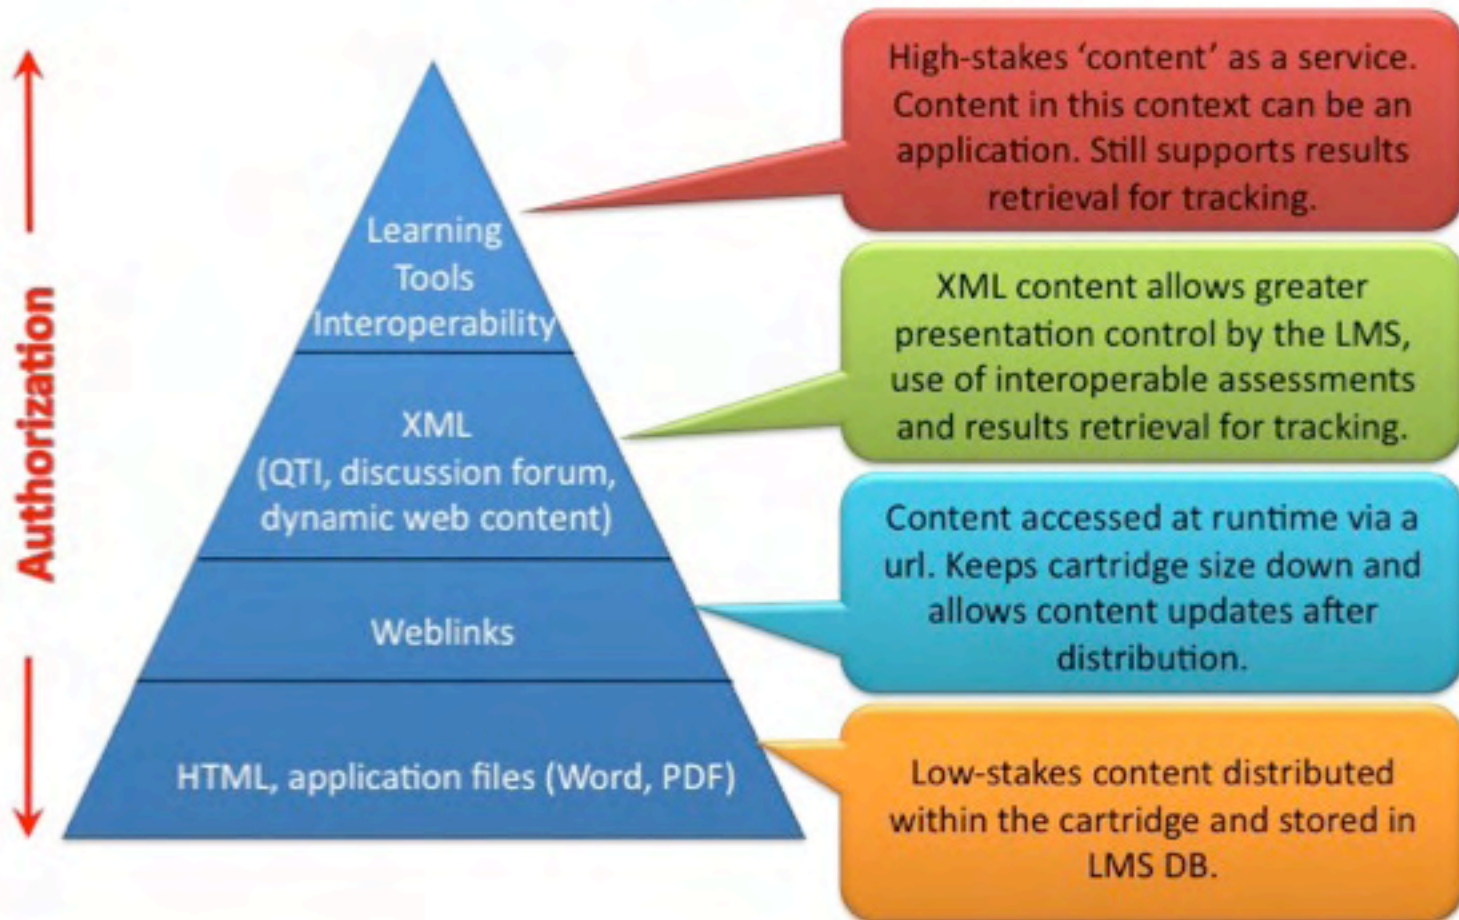 Authorization
Learning
Tools
Interoperability
XML
(QTI, discussion forum,
dynamic web content)
Weblinks
HTML, application files (Word, PDF)
High-stakes ‘content’ as a service.
Content in this context can be an
application. Still supports results
retrieval for tracking.
XML content allows greater
presentation control by the LMS,
use of interoperable assessments
and results retrieval for tracking.
Content accessed at runtime via a
url. Keeps cartridge size down and
allows content updates after
distribution.
Low-stakes content distributed
within the cartridge and stored in
LMS DB.